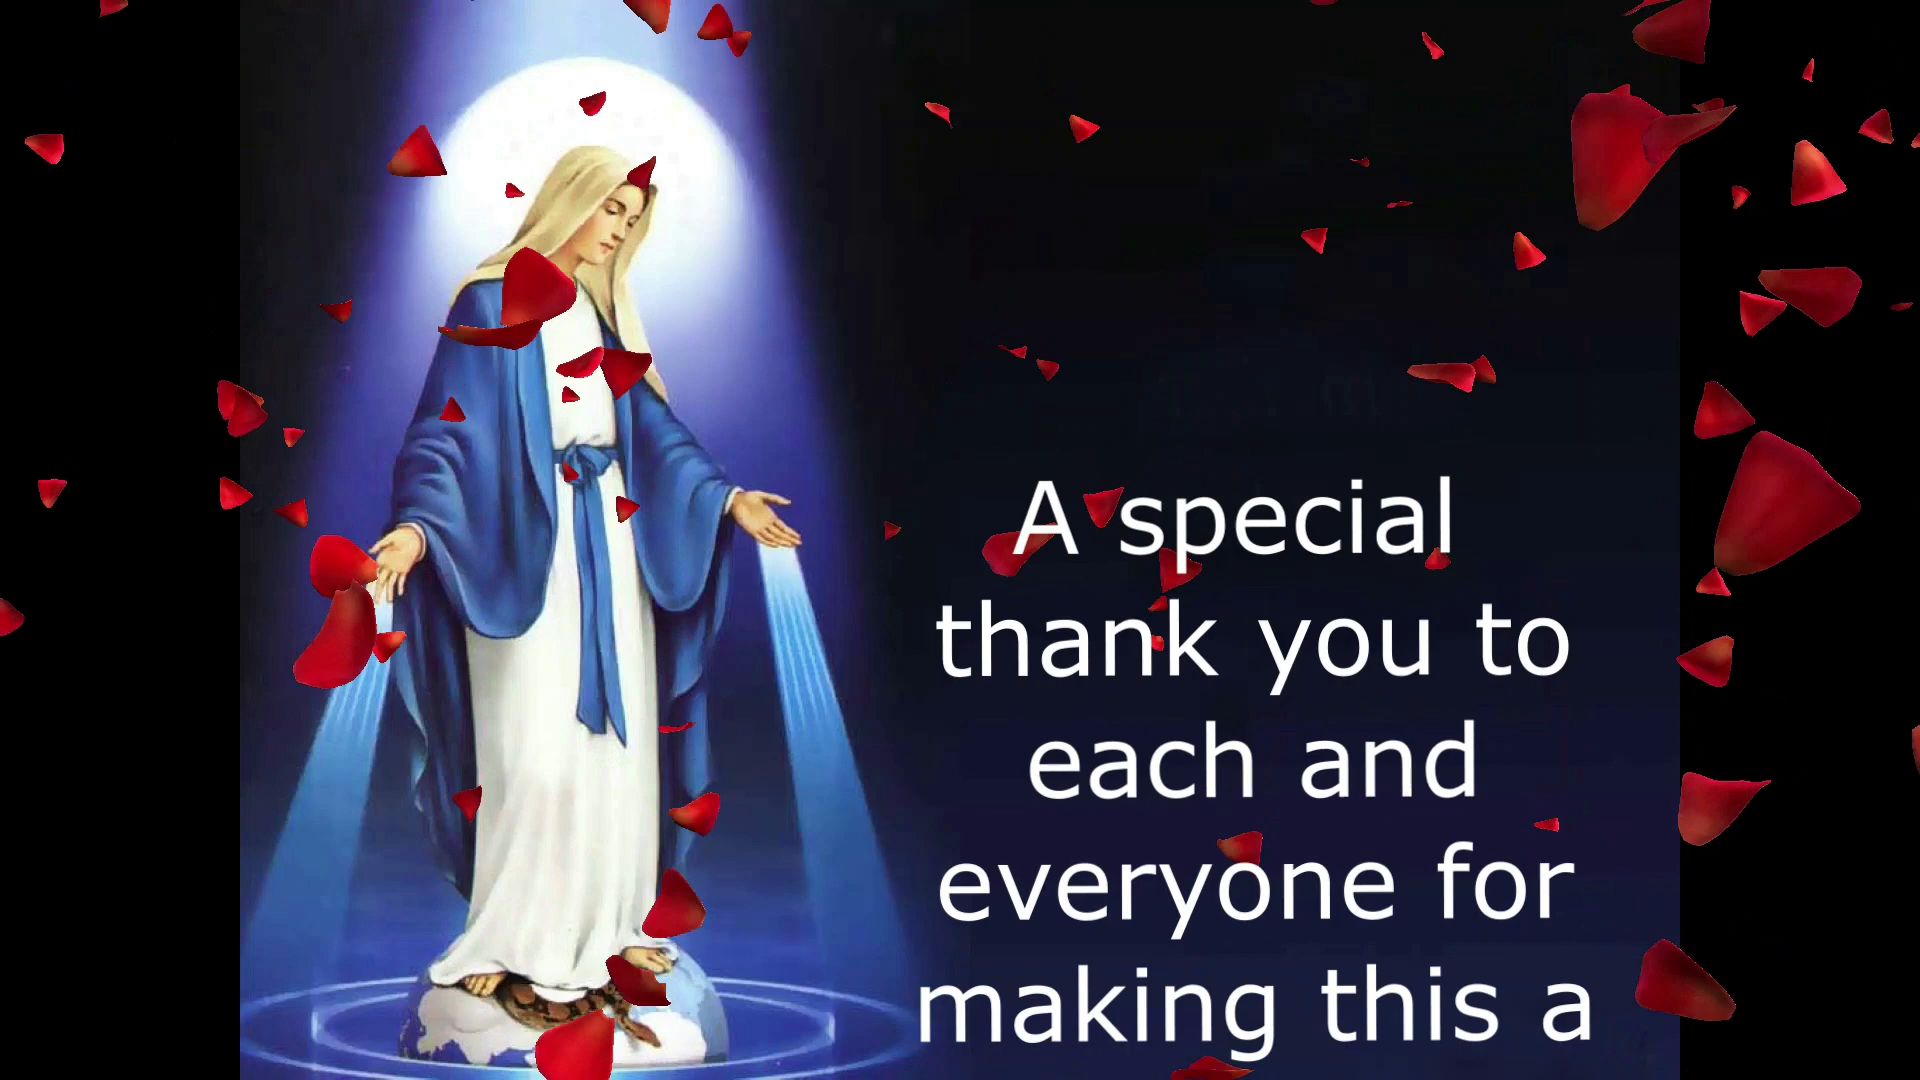 A special
thank you to
each and
everyone for
making this a